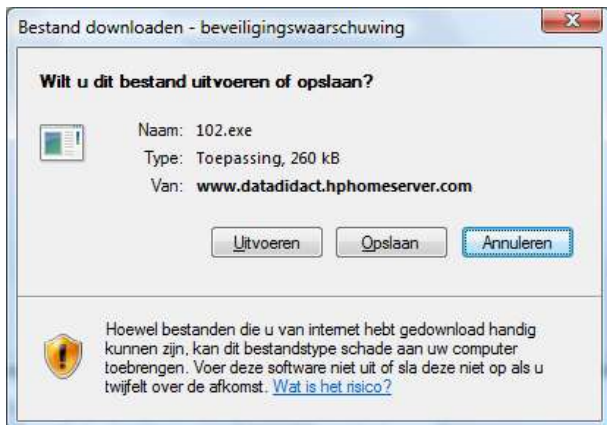 Bestand downloaden - beveiligingswaarschuwing
Wilt u dit bestand uitvoeren of opslaan?
Naam: 102.exe
Type: Toepassing, 260 kB
Van: www.datadidact.hphomeserver.com
Uitvoeren Opslaan Annuleren
Hoewel bestanden die u van internet hebt gedownload handig
kunnen zijn, kan dit bestandstype schade aan uw computer
toebrengen. Voer deze software niet uit of sla deze niet op als u
twijfelt over de afkomst. Wat is het risico?